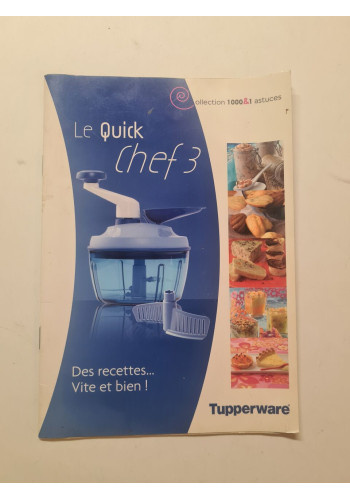 Collection 1000&1 astuces
Le Quick
Chef 3
Des recettes...
Vite et bien !
Tupperware